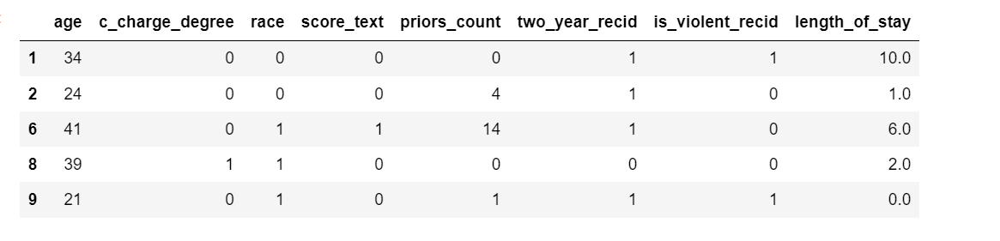 age c_charge_degree race score_text priors_count two_year_recid is_violent_recid length_of_stay
1 34 0 0 0 0 1 1 10.0
2 24 0 0 0 4 1 0 1.0
6 41 0 1 1 14 1 0 6.0
8 39 1 1 0 0 0 0 2.0
9 21 0 1 0 1 1 1 0.0